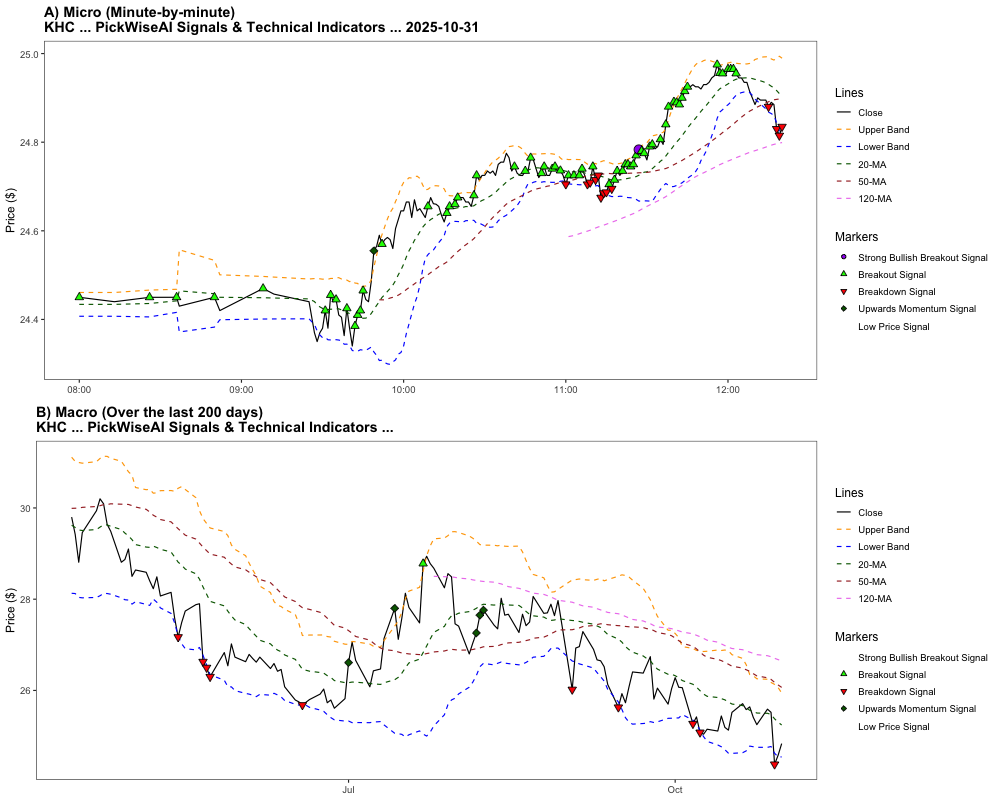 A) Micro (Minute-by-minute)
KHC ... PickWiseAI Signals & Technical Indicators ... 2025-10-31
Price ($)
25.0
24.8
24.6
24.4
08:00
09:00
10:00
11:00
12:00
Lines
Close
Upper Band
Lower Band
20-MA
50-MA
120-MA
Markers
Strong Bullish Breakout Signal
Breakout Signal
Breakdown Signal
Upwards Momentum Signal
Low Price Signal
B) Macro (Over the last 200 days)
KHC ... PickWiseAI Signals & Technical Indicators ...
Price ($)
30
28
26
Jul
Oct
Lines
Close
Upper Band
Lower Band
20-MA
50-MA
120-MA
Markers
Strong Bullish Breakout Signal
Breakout Signal
Breakdown Signal
Upwards Momentum Signal
Low Price Signal